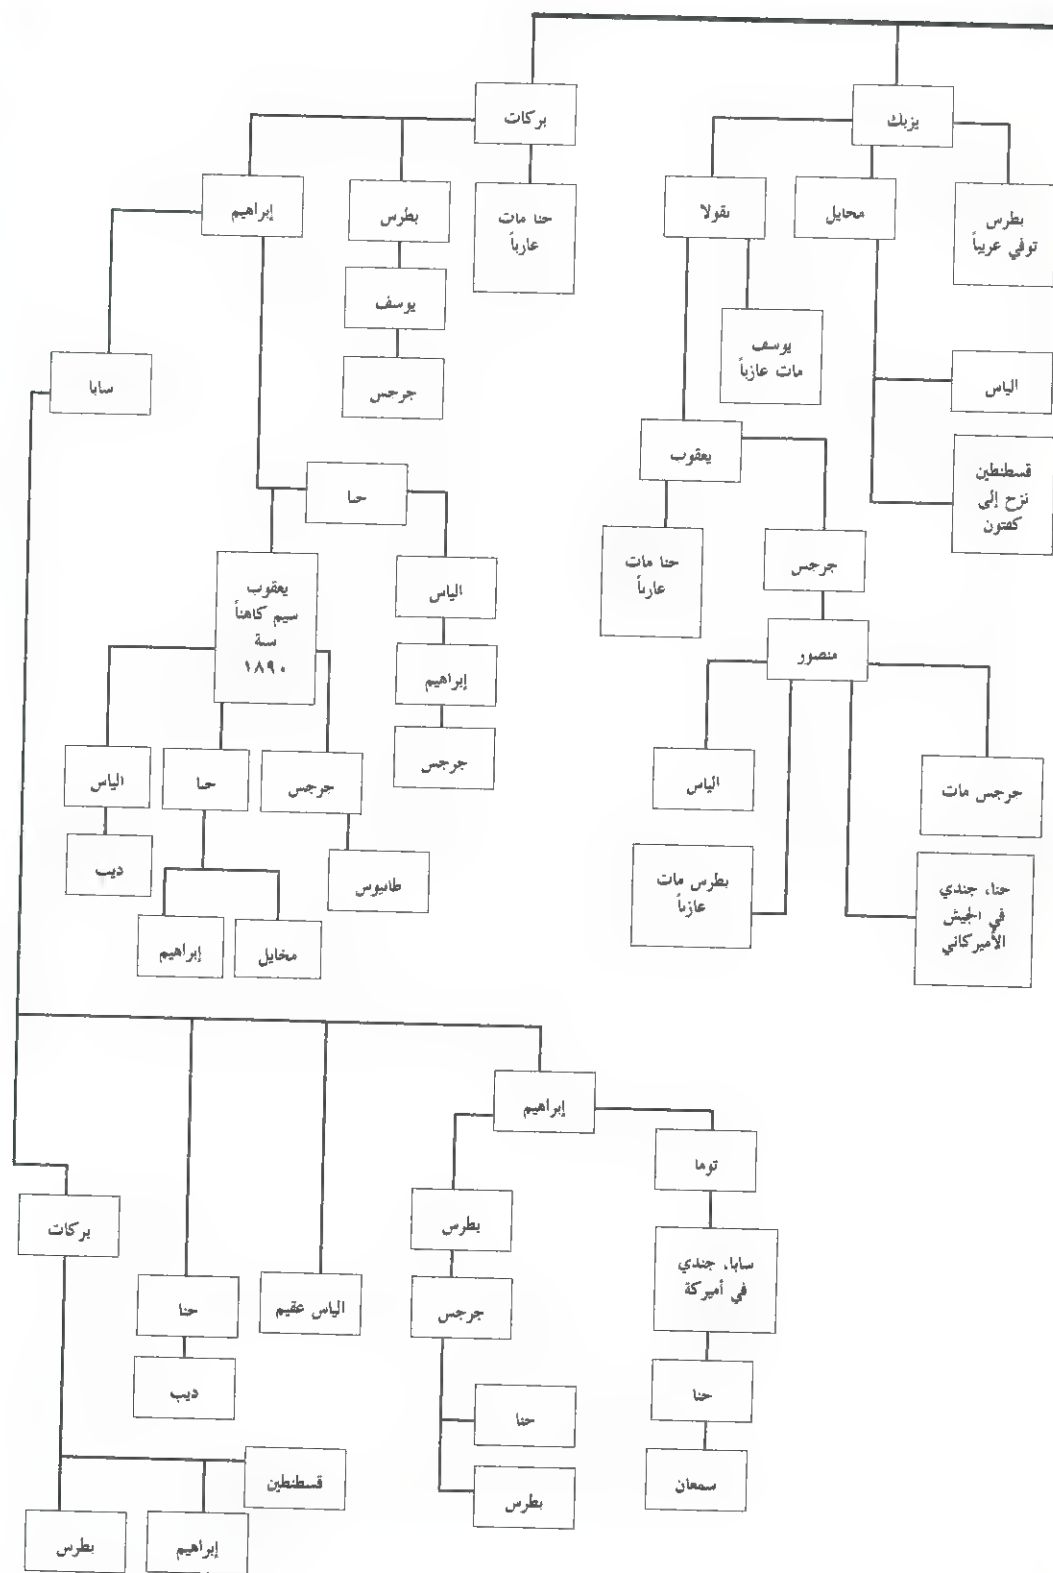 بركات
يزبك
إبراهيم
بطرس
حنا مات
عازباً
نقولا
مخايل
بطرس
توفي غريباً
يوسف
يوسف
مات عازباً
سابا
جرجس
الياس
يعقوب
قسطنطين
نزح إلى
كفتون
حنا
يعقوب
سيم كاهناً
سنة
١٨٩٠
الياس
حنا مات
عازباً
جرجس
إبراهيم
منصور
الياس
حنا
جرجس
جرجس
الياس
جرجس مات
ديب
طانيوس
بطرس مات
عازباً
حنا، جندي
في الجيش
الأميركاني
إبراهيم
مخايل
إبراهيم
توما
بركات
بطرس
سابا، جندي
في أميركة
حنا
الياس عقيم
جرجس
ديب
حنا
حنا
قسطنطين
بطرس
سمعان
بطرس
إبراهيم